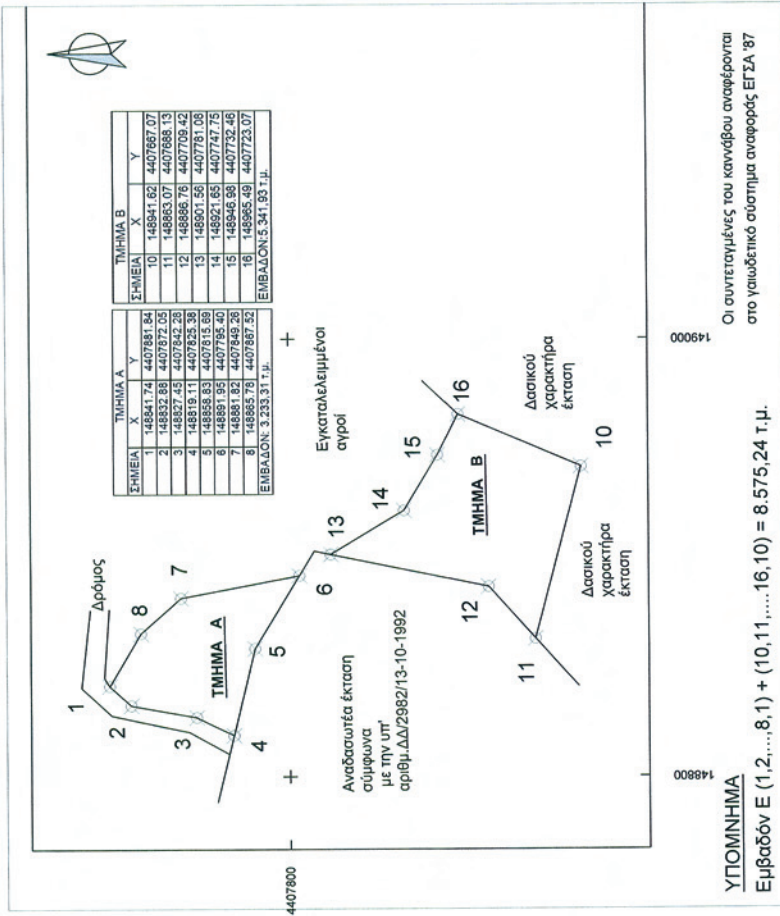 ΤΜΗΜΑ Α
ΣΗΜΕΙΑ X Y
1 148841.74 4407881.84
2 148832.88 4407872.05
3 148827.45 4407842.28
4 148819.11 4407825.38
5 148858.83 4407815.69
6 148891.95 4407795.40
7 148881.82 4407849.26
8 148865.78 4407867.52
ΕΜΒΑΔΟΝ: 3.233,31 τ.μ.
ΤΜΗΜΑ Β
ΣΗΜΕΙΑ X Y
10 148941.62 4407667.07
11 148863.07 4407688.13
12 148886.76 4407709.42
13 148901.56 4407781.08
14 148921.65 4407747.75
15 148946.98 4407732.46
16 148965.49 4407723.07
ΕΜΒΑΔΟΝ:5.341,93 τ.μ.
Δρόμος
1
2
3
4
5
6
7
8
ΤΜΗΜΑ Α
Εγκαταλελειμμένοι
αγροί
4407800
Αναδασωτέα έκταση
σύμφωνα
με την υπ'
αριθμ.ΔΔ/2982/13-10-1992
13
14
15
16
12
11
10
ΤΜΗΜΑ Β
Δασικού
χαρακτήρα
έκταση
Δασικού
χαρακτήρα
έκταση
148800
149000
ΥΠΟΜΝΗΜΑ
Εμβαδόν Ε (1,2,...,8,1) + (10,11,....16,10) = 8.575,24 τ.μ.
Οι συντεταγμένες του καννάβου αναφέρονται
στο γαιωδετικό σύστημα αναφοράς ΕΓΣΑ '87